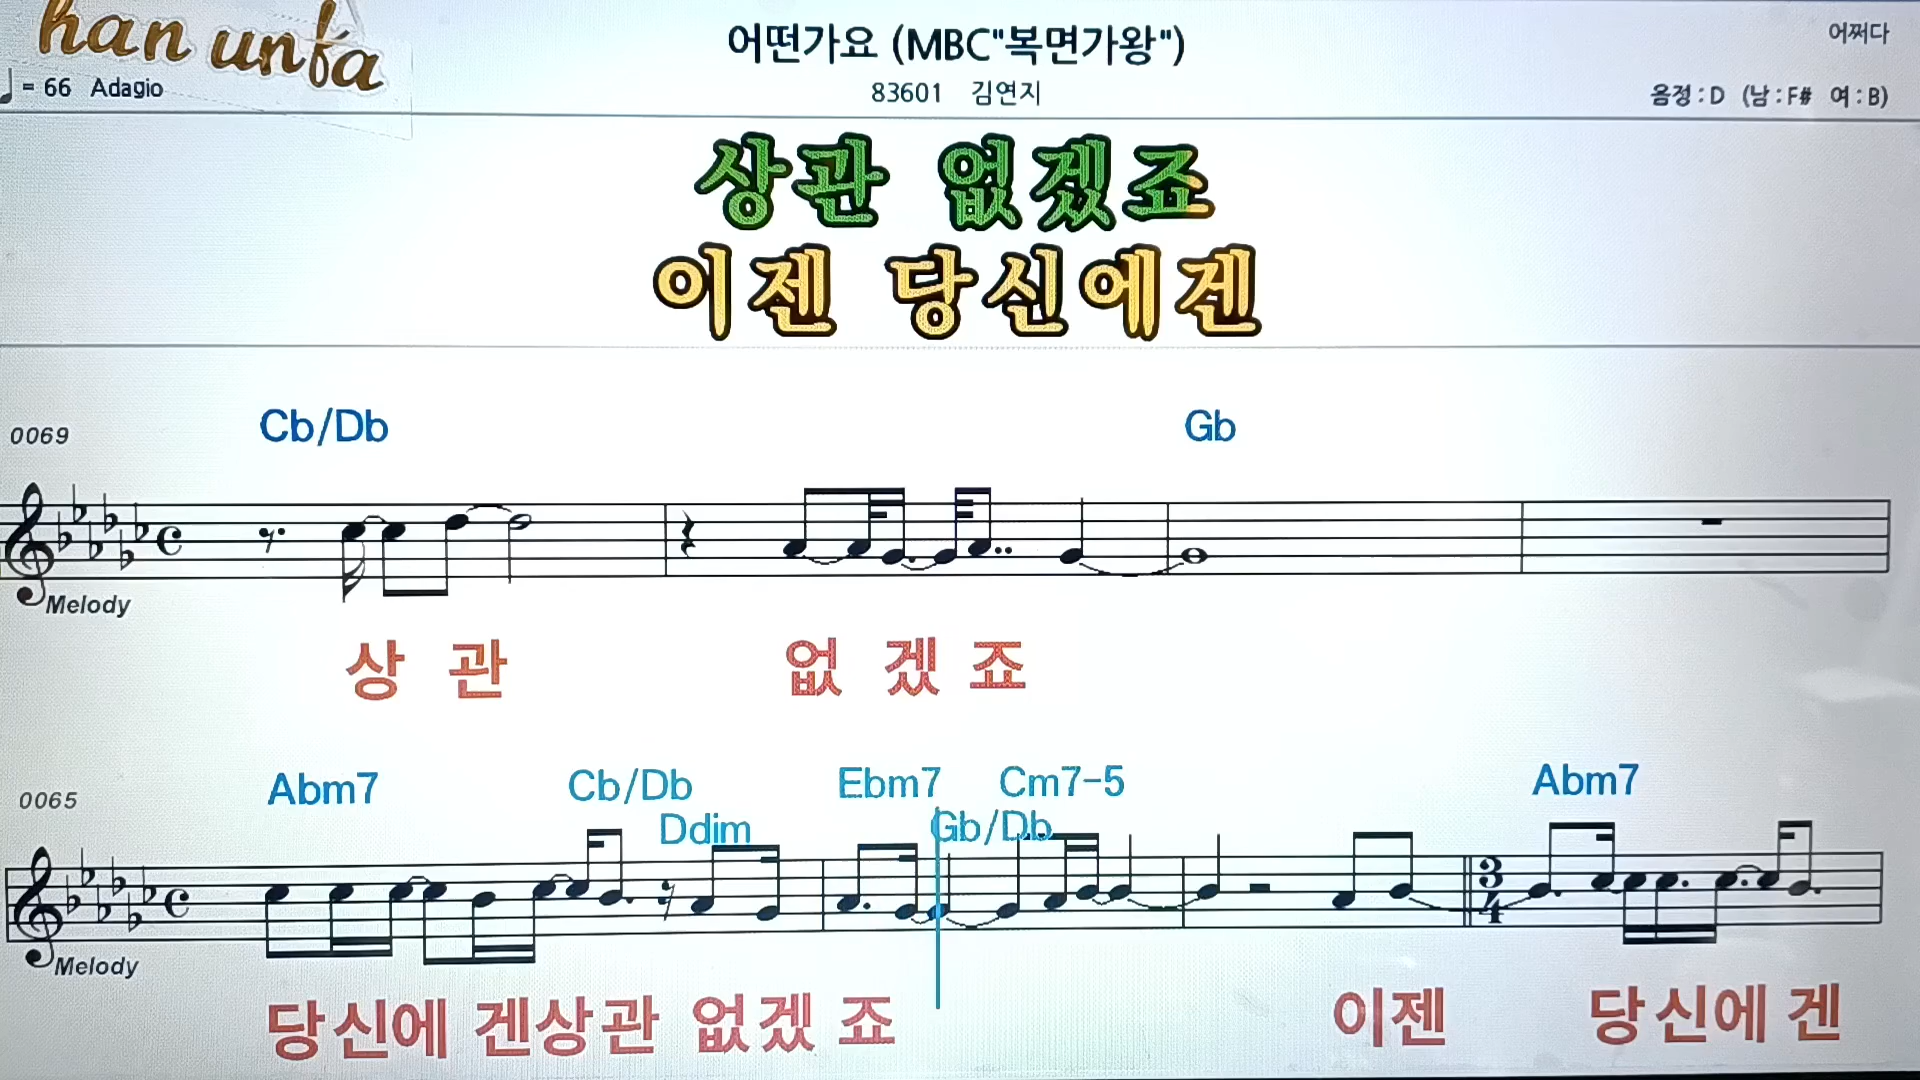 han unfa
어떤가요 (MBC"복면가왕")
어쩌다
♩ = 66 Adagio
83601 김연지
음정 : D (남 : F# 여 : B)
상관 없겠죠
이젠 당신에겐
0069
Cb/Db Gb
Melody
상 관 없 겠 죠
0065
Abm7 Cb/Db Ebm7 Cm7-5 Abm7
Ddim Gb/Db
3
4
Melody
당신에 겐상관 없겠 죠 이젠 당신에 겐